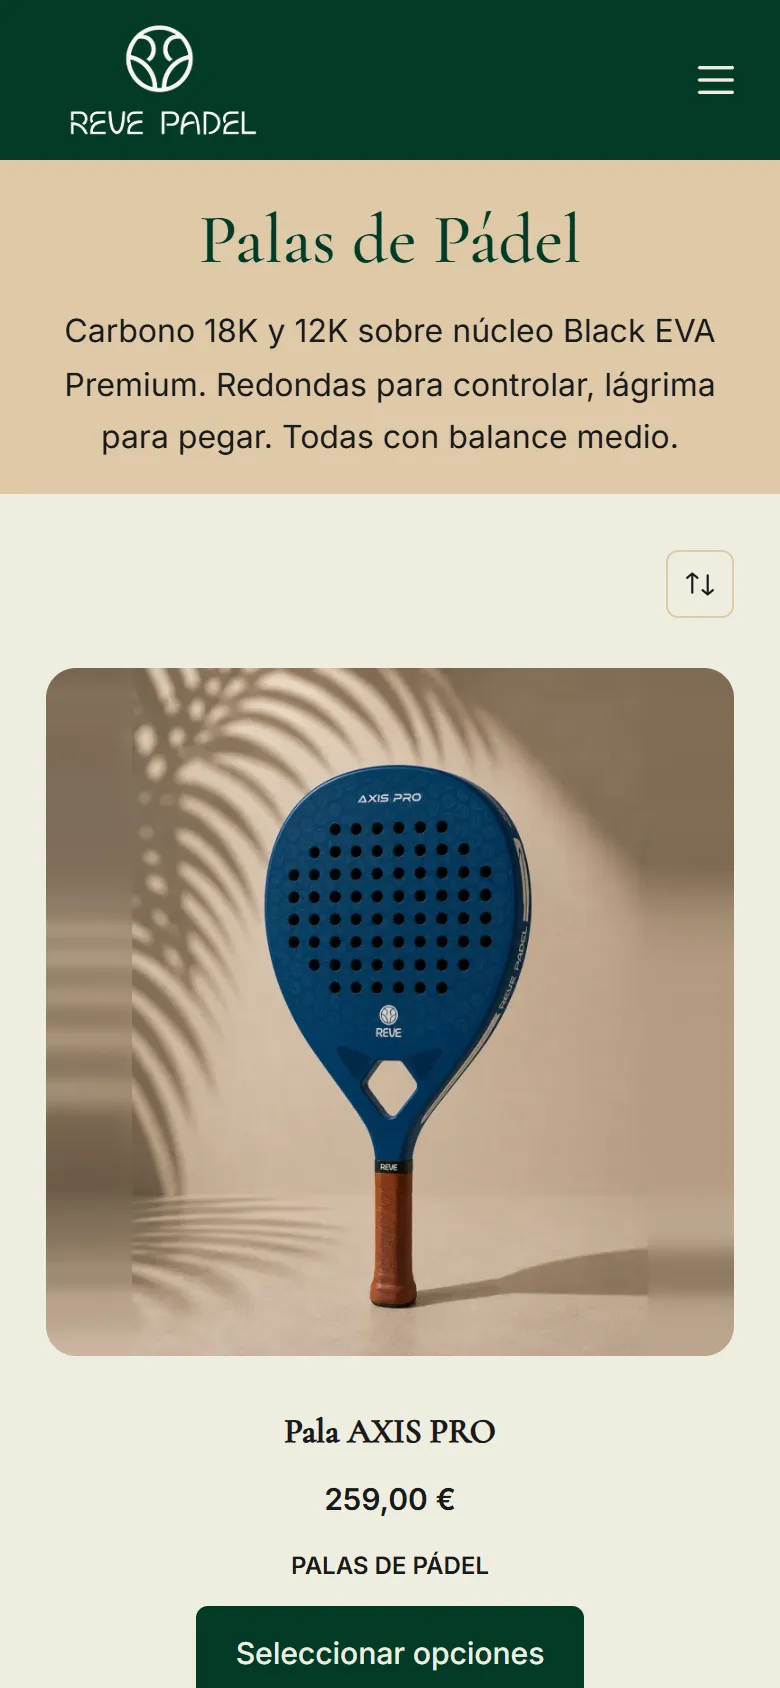 REVE PADEL
Palas de Pádel
Carbono 18K y 12K sobre núcleo Black EVA
Premium. Redondas para controlar, lágrima
para pegar. Todas con balance medio.
AXIS PRO
REVE PADEL
REVE
REVE
Pala AXIS PRO
259,00 €
PALAS DE PÁDEL
Seleccionar opciones